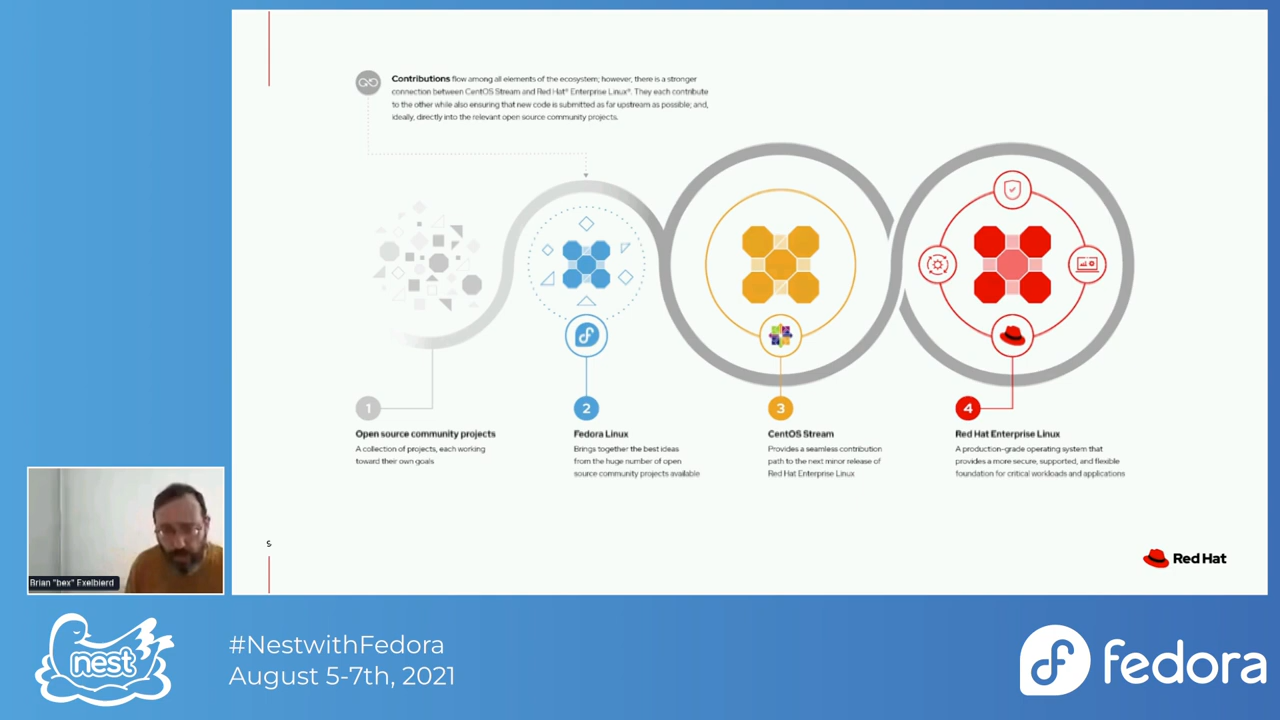 Contributions flow among all elements of the ecosystem; however, there is a stronger
connection between CentOS Stream and Red Hat® Enterprise Linux®. They each contribute
to the other while also ensuring that new code is submitted as far upstream as possible; and,
ideally, directly into the relevant open source community projects.
1
Open source community projects
A collection of projects, each working
toward their own goals
2
Fedora Linux
Brings together the best ideas
from the huge number of open
source community projects available
3
CentOS Stream
Provides a seamless contribution
path to the next minor release of
Red Hat Enterprise Linux
4
Red Hat Enterprise Linux
A production-grade operating system that
provides a more secure, supported, and flexible
foundation for critical workloads and applications
s
Red Hat
Brian "bex" Exelbierd
nest
#NestwithFedora
August 5-7th, 2021
fedora